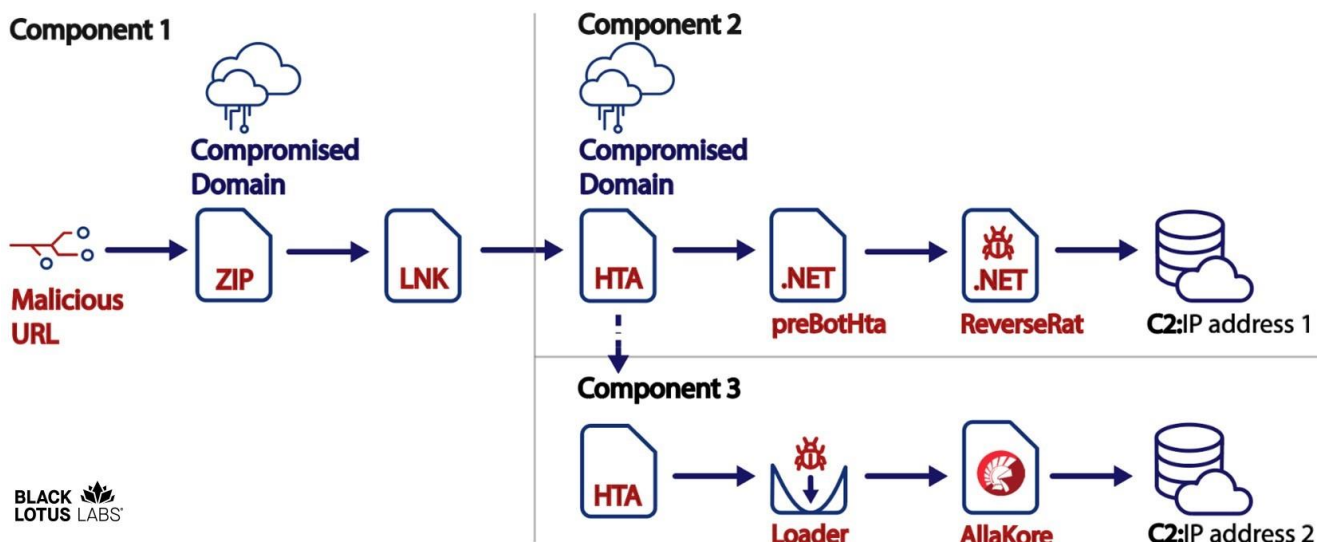 Component 1
Compromised
Domain
Malicious
URL
ZIP
LNK
Component 2
Compromised
Domain
HTA
.NET
preBotHta
.NET
ReverseRat
C2:IP address 1
Component 3
HTA
Loader
AllaKore
C2:IP address 2
BLACK
LOTUS LABS®